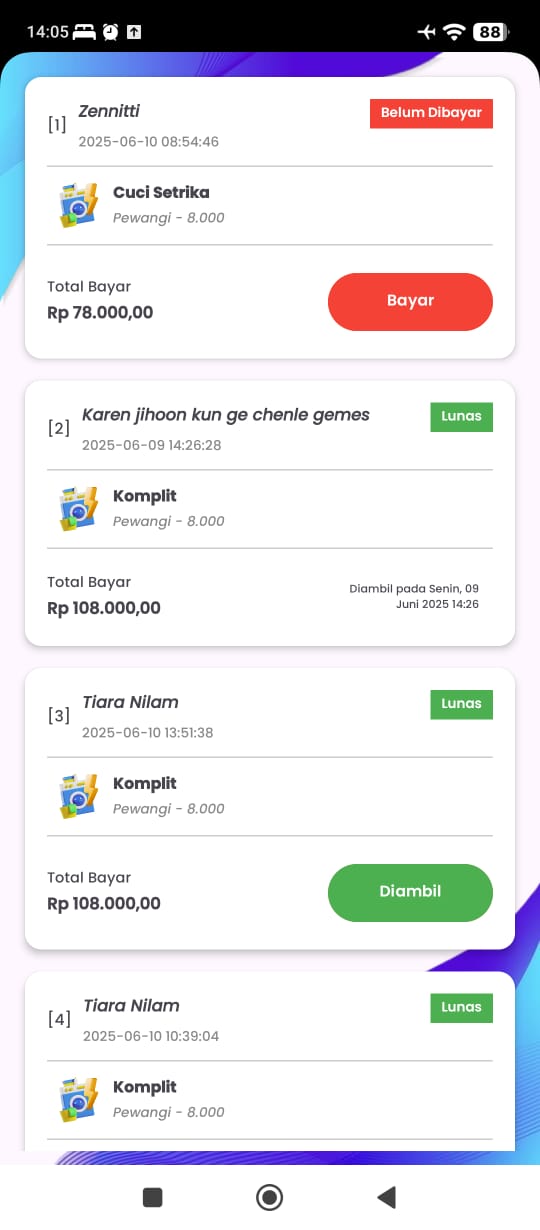 14:05
88
Zennitti
Belum Dibayar
[1]
2025-06-10 08:54:46
Cuci Setrika
Pewangi - 8.000
Total Bayar
Rp 78.000,00
Bayar
Karen jihoon kun ge chenle gemes
Lunas
[2]
2025-06-09 14:26:28
Komplit
Pewangi - 8.000
Total Bayar
Rp 108.000,00
Diambil pada Senin, 09
Juni 2025 14:26
Tiara Nilam
Lunas
[3]
2025-06-10 13:51:38
Komplit
Pewangi - 8.000
Total Bayar
Rp 108.000,00
Diambil
Tiara Nilam
Lunas
[4]
2025-06-10 10:39:04
Komplit
Pewangi - 8.000